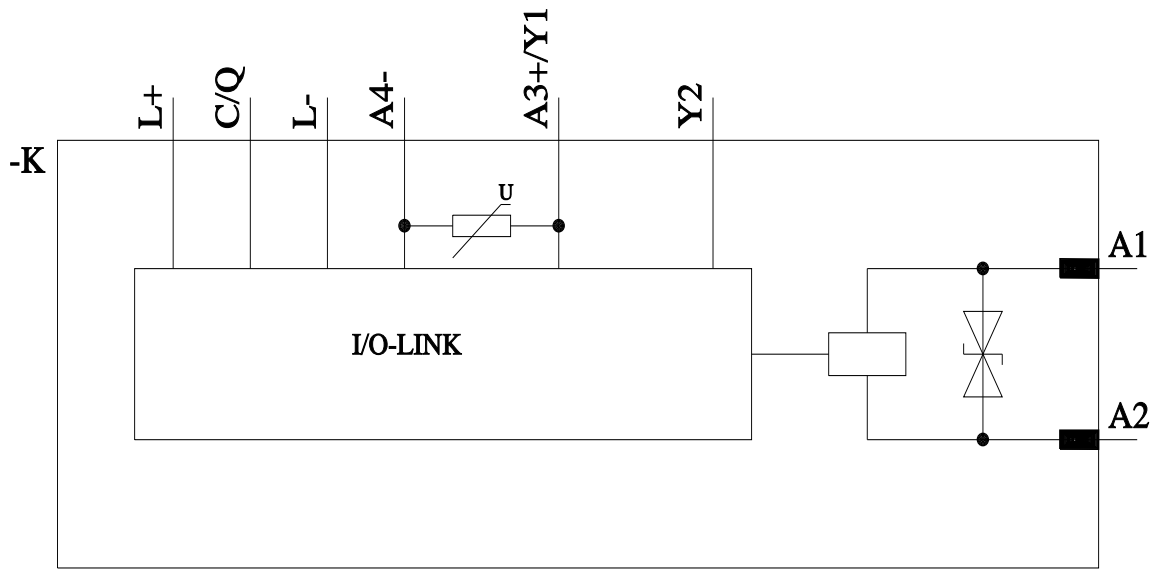 L+
C/Q
L-
A4-
A3+/Y1
Y2
-K
U
A1
I/O-LINK
A2